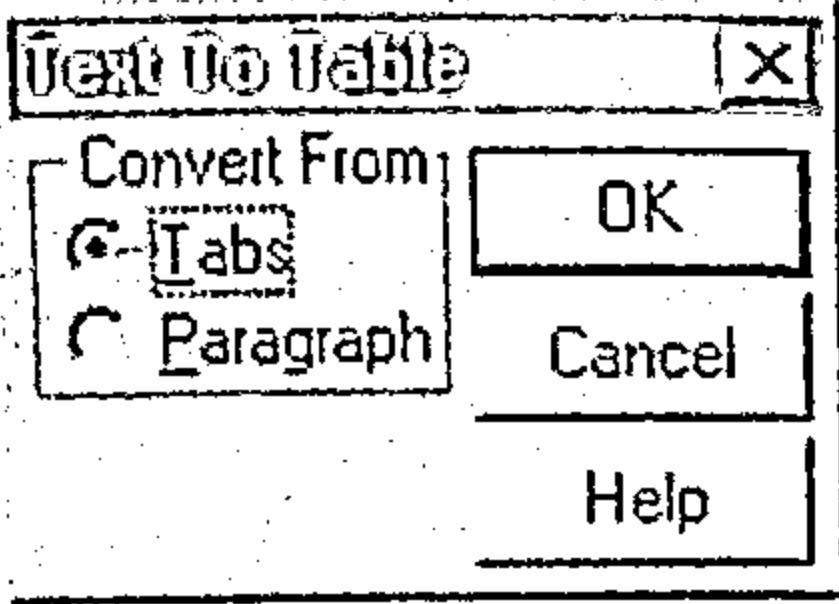 Text To Table
Convert From
Tabs
Paragraph
OK
Cancel
Help